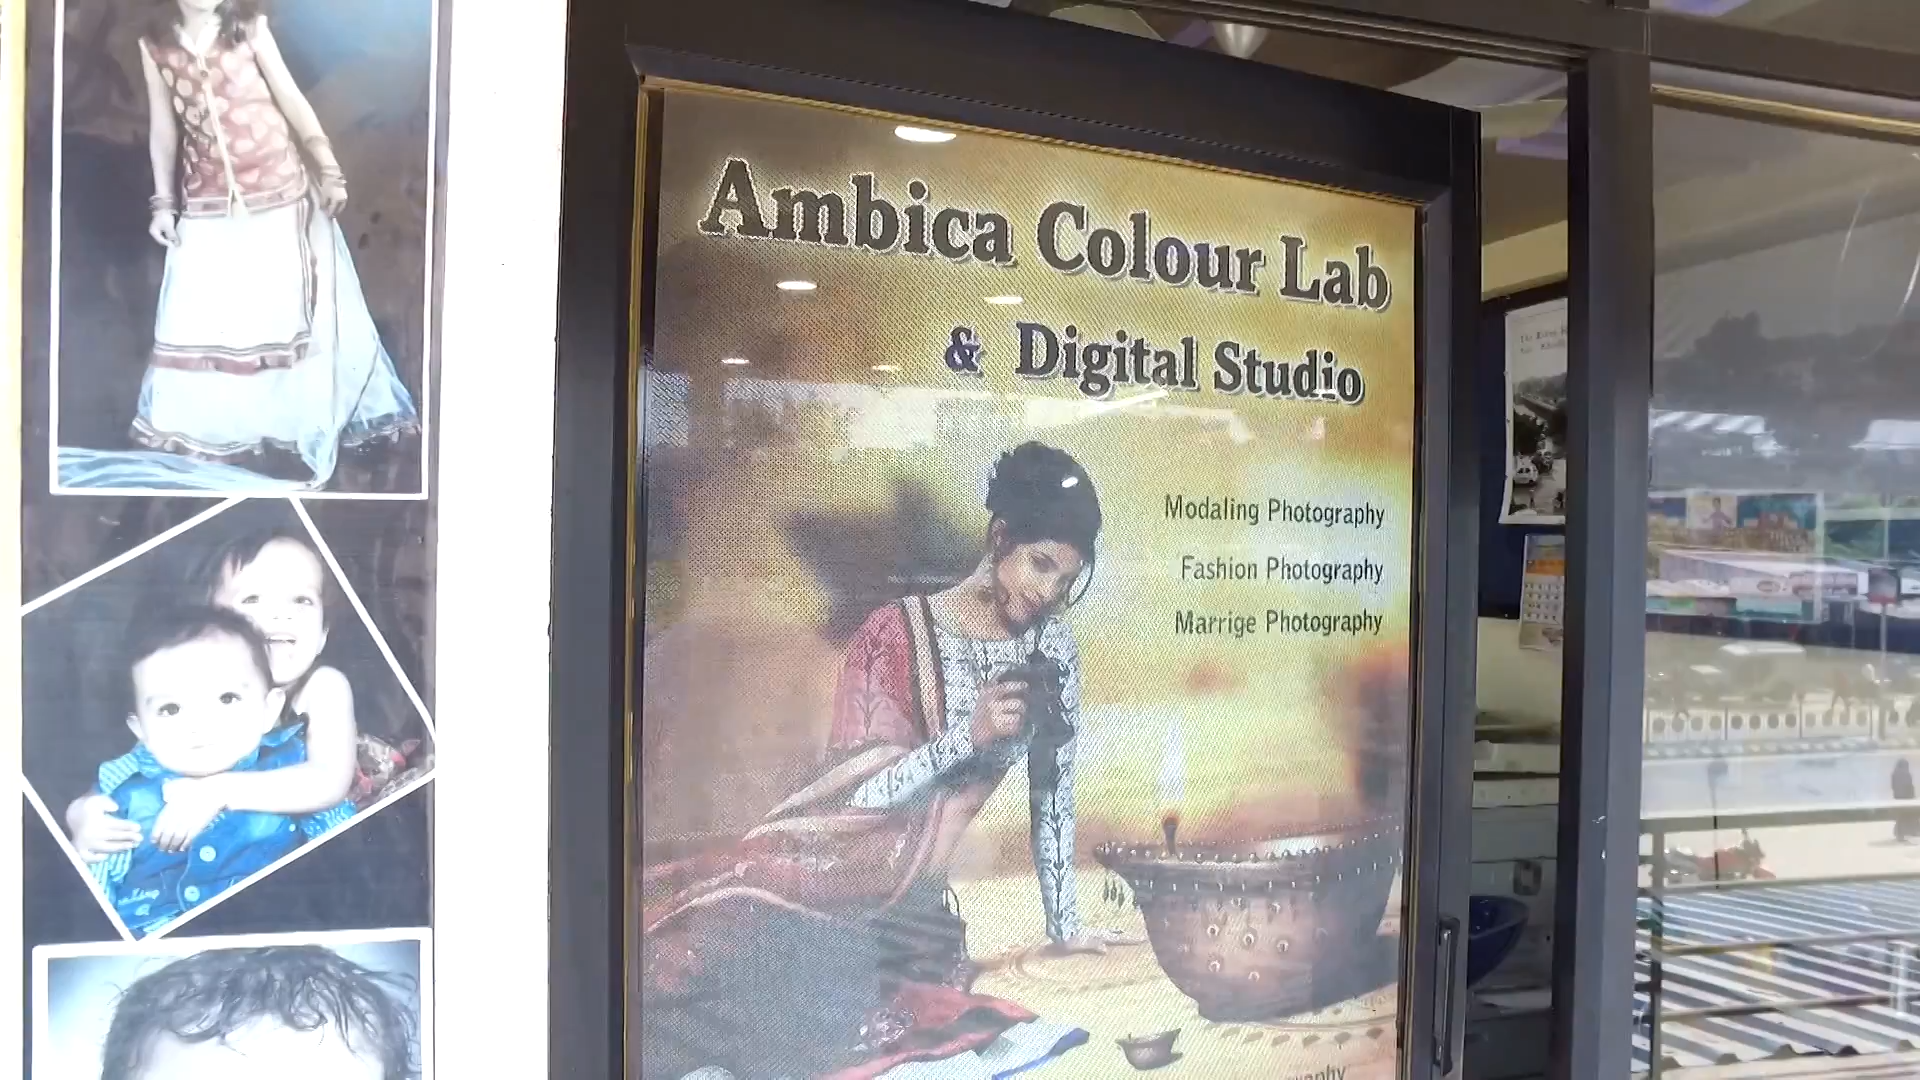 Ambica Colour Lab
& Digital Studio
Modaling Photography
Fashion Photography
Marrige Photography